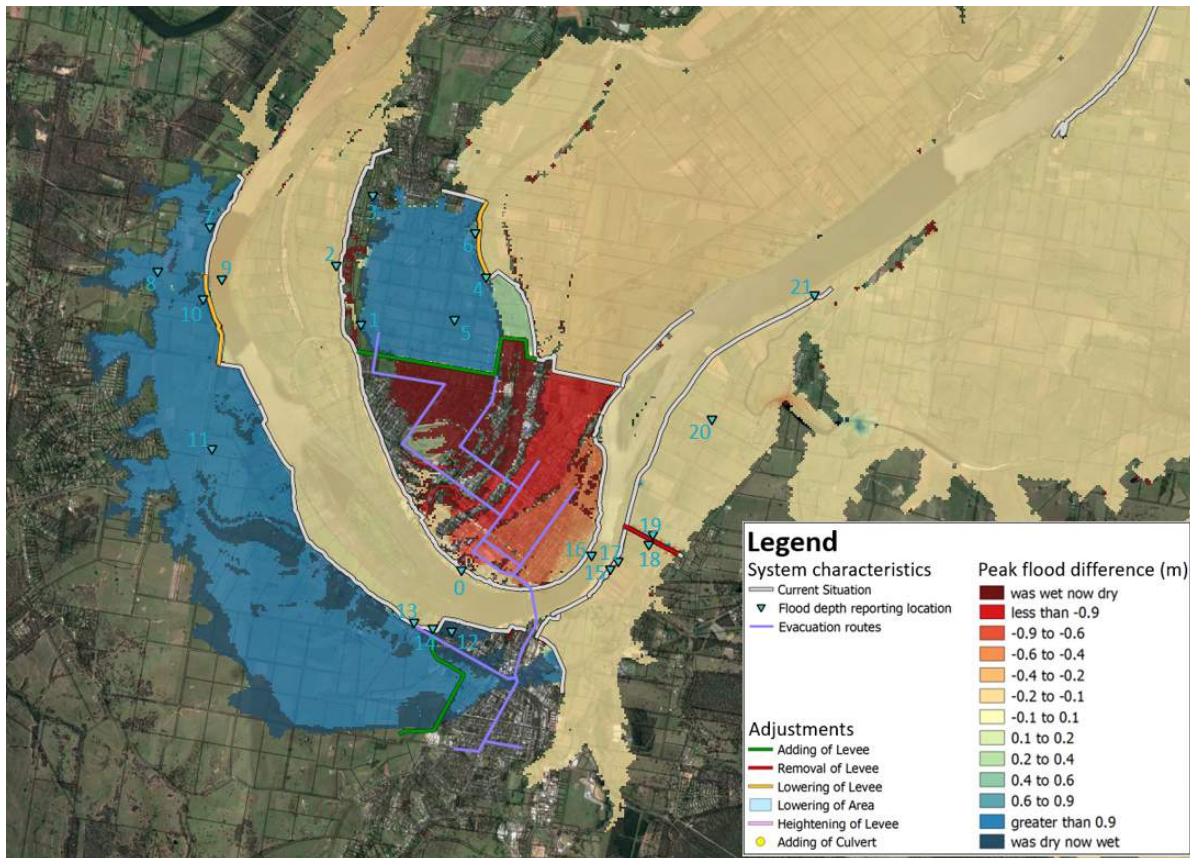 3
7
6
2
8
9
4
10
1
5
21
20
11
19
16
17
18
15
0
13
14
12
Legend
System characteristics
Current Situation
Flood depth reporting location
Evacuation routes
Adjustments
Adding of Levee
Removal of Levee
Lowering of Levee
Lowering of Area
Heightening of Levee
Adding of Culvert
Peak flood difference (m)
was wet now dry
less than -0.9
-0.9 to -0.6
-0.6 to -0.4
-0.4 to -0.2
-0.2 to -0.1
-0.1 to 0.1
0.1 to 0.2
0.2 to 0.4
0.4 to 0.6
0.6 to 0.9
greater than 0.9
was dry now wet